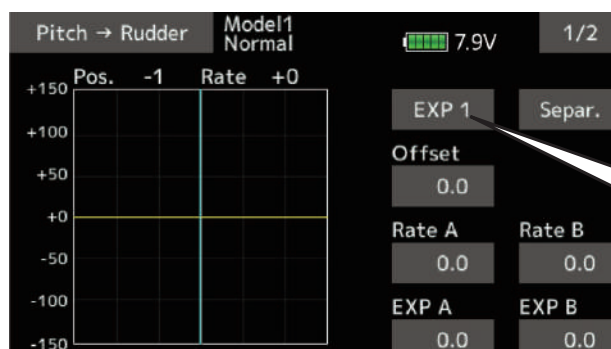 Pitch → Rudder Model1 Normal 7.9V 1/2
Pos. -1 Rate +0
+150
+100
+50
+0
-50
-100
-150
EXP 1 Separ.
Offset
0.0
Rate A Rate B
0.0 0.0
EXP A EXP B
0.0 0.0